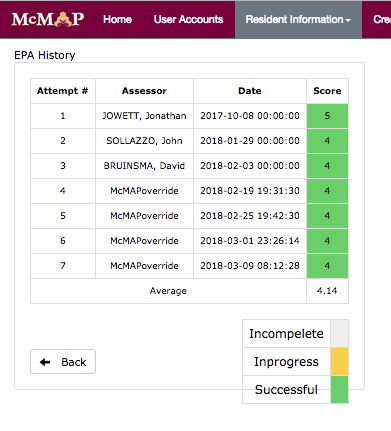 McMAP Home User Accounts Resident Information
EPA History
Attempt # Assessor Date Score
1 JOWETT, Jonathan 2017-10-08 00:00:00 5
2 SOLLAZZO, John 2018-01-29 00:00:00 4
3 BRUINSMA, David 2018-02-03 00:00:00 4
4 McMAPoverride 2018-02-19 19:31:30 4
5 McMAPoverride 2018-02-25 19:42:30 4
6 McMAPoverride 2018-03-01 23:26:14 4
7 McMAPoverride 2018-03-09 08:12:28 4
Average 4.14
Incompelete
Inprogress
Back
Successful